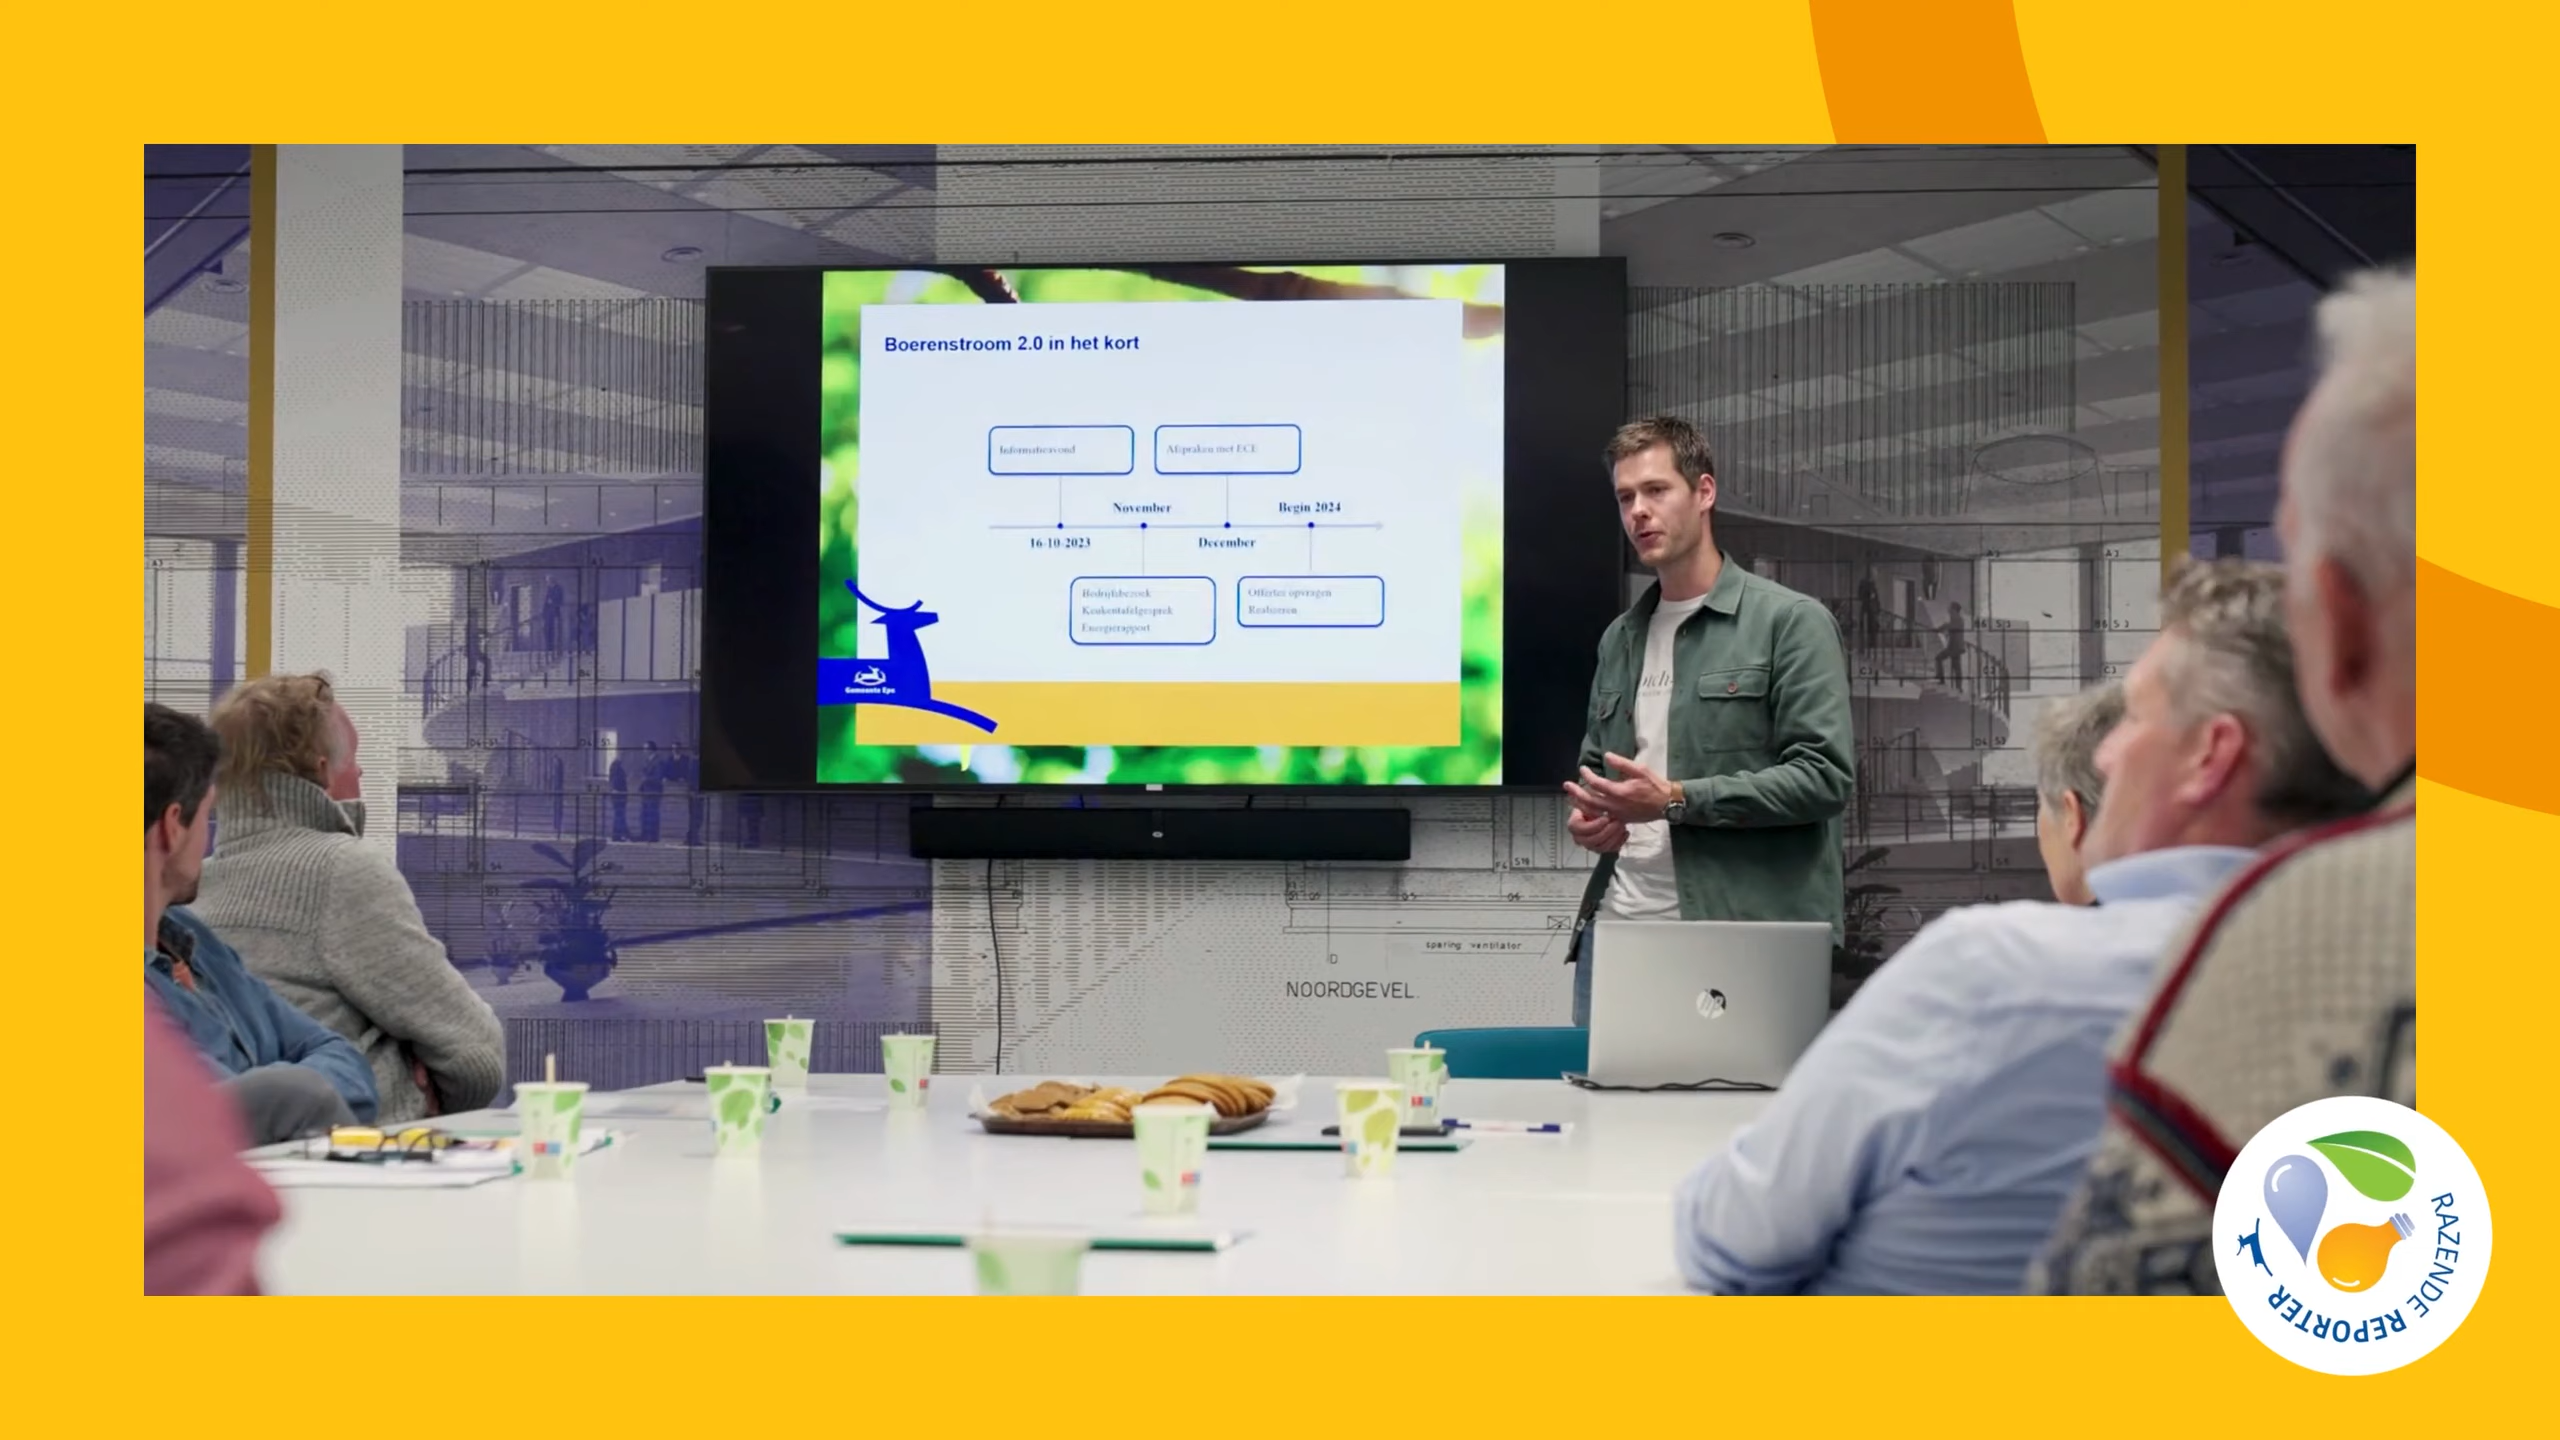 Boerenstroom 2.0 in het kort
Informatieavond
Afspraken met ECE
November
Begin 2024
16-10-2023
December
Bedrijfsbezoek
Keukentafelgesprek
Energierapport
Offertes opvragen
Realiseren
Gemeente Epe
sparing ventilator
NOORDGEVEL.
hp
RAZENDE REPORTER